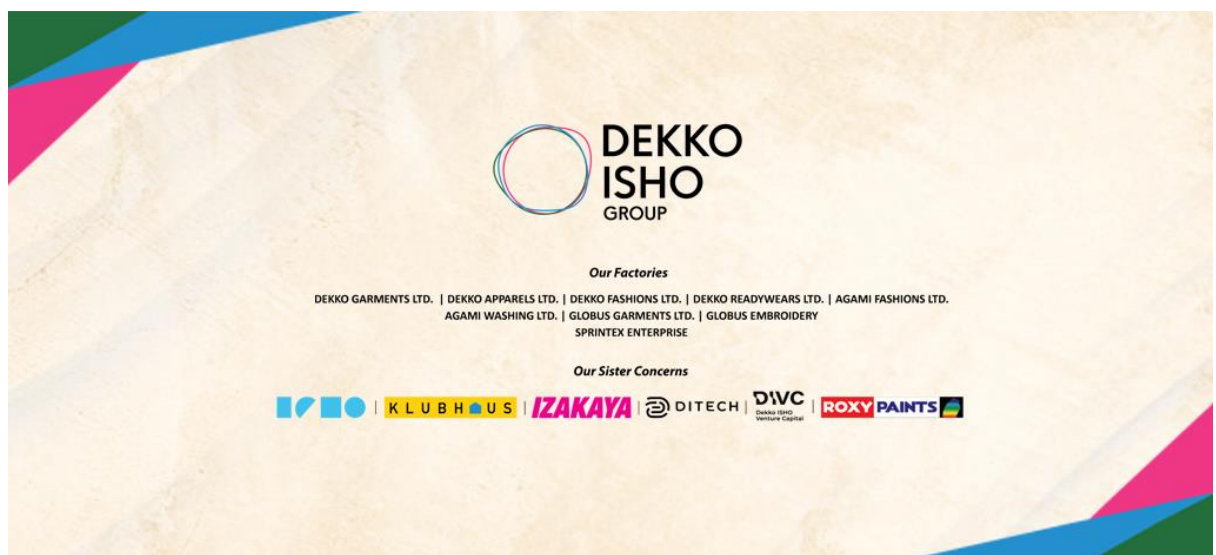 DEKKO
ISHO
GROUP
Our Factories
DEKKO GARMENTS LTD. | DEKKO APPARELS LTD. | DEKKO FASHIONS LTD. | DEKKO READYWEARS LTD. | AGAMI FASHIONS LTD.
AGAMI WASHING LTD. | GLOBUS GARMENTS LTD. | GLOBUS EMBROIDERY
SPRINTEX ENTERPRISE
Our Sister Concerns
ISHO | KLUBHAUS | IZAKAYA | DITECH | DIVC Dekko ISHO Venture Capital | ROXY PAINTS